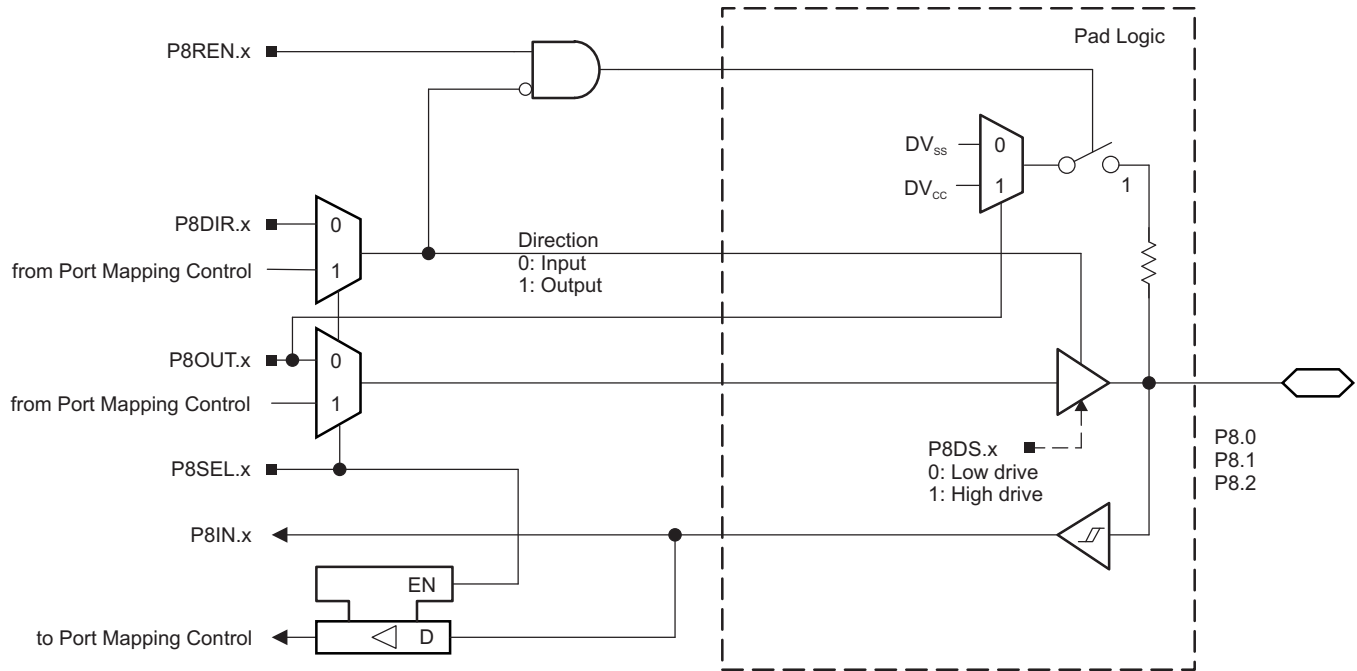 P8REN.x
Pad Logic
DVss
0
DVcc
1
1
P8DIR.x
0
from Port Mapping Control
1
Direction
0: Input
1: Output
P8OUT.x
0
from Port Mapping Control
1
P8SEL.x
P8DS.x
0: Low drive
1: High drive
P8.0
P8.1
P8.2
P8IN.x
EN
to Port Mapping Control
D